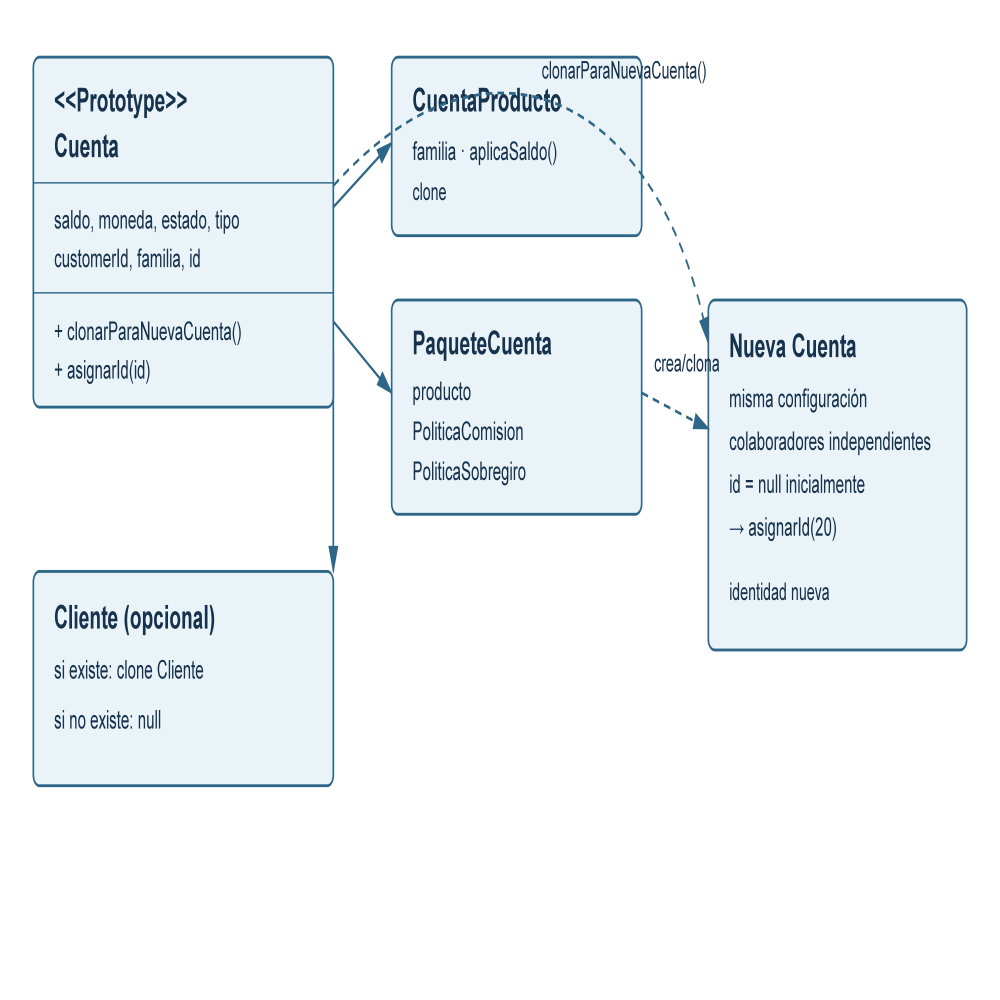 <<Prototype>>
Cuenta
saldo, moneda, estado, tipo
customerId, familia, id
+ clonarParaNuevaCuenta()
+ asignarId(id)
clonarParaNuevaCuenta()
CuentaProducto
familia · aplicaSaldo()
clone
PaqueteCuenta
producto
PoliticaComision
PoliticaSobregiro
crea/clona
Nueva Cuenta
misma configuración
colaboradores independientes
id = null inicialmente
→ asignarId(20)
identidad nueva
Cliente (opcional)
si existe: clone Cliente
si no existe: null